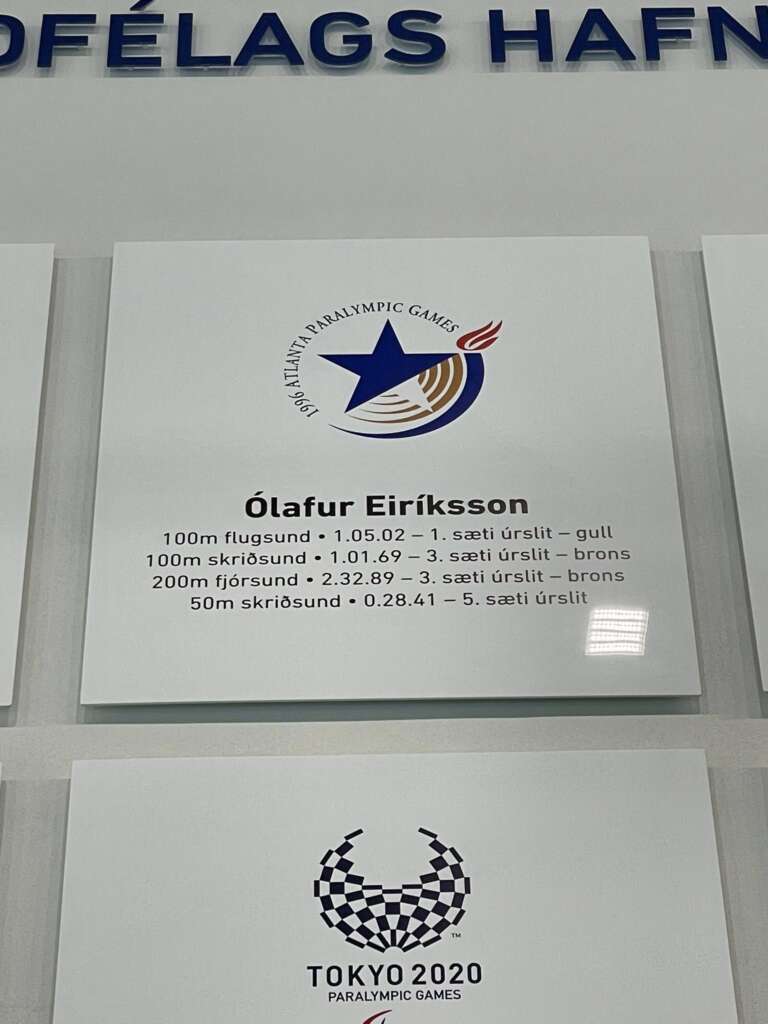 OFÉLAGS HAFN
1996 ATLANTA PARALYMPIC GAMES
Ólafur Eiríksson
100m flugsund • 1.05.02 – 1. sæti úrslit – gull
100m skriðsund • 1.01.69 – 3. sæti úrslit – brons
200m fjórsund • 2.32.89 – 3. sæti úrslit – brons
50m skriðsund • 0.28.41 – 5. sæti úrslit
TM
TOKYO 2020
PARALYMPIC GAMES